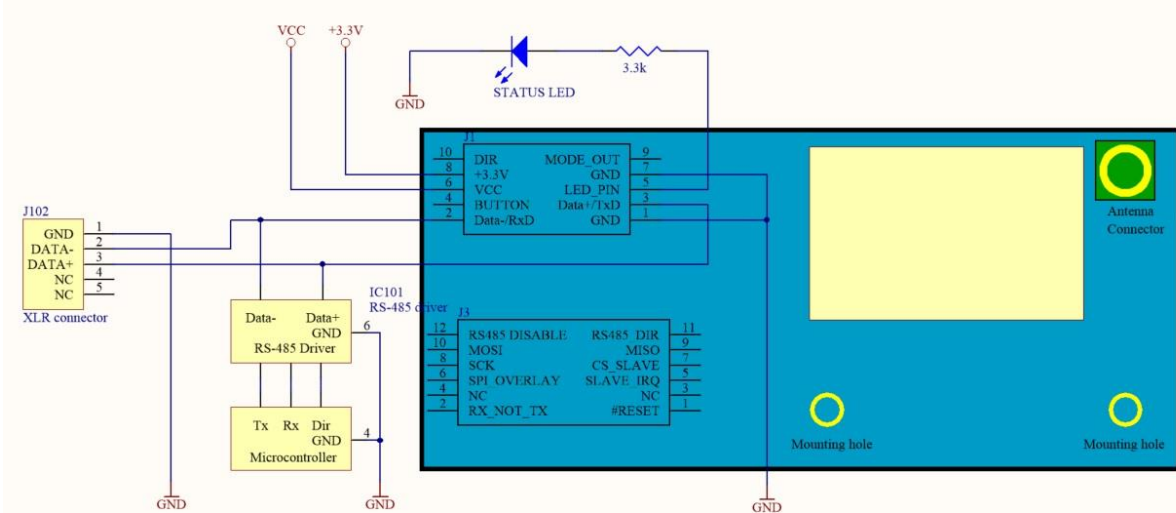 VCC +3.3V
3.3k
STATUS LED
GND
J1
10 DIR MODE_OUT 9
8 +3.3V GND 7
6 VCC LED_PIN 5
4 BUTTON Data+/TxD 3
2 Data-/RxD GND 1
Antenna
Connector
J102
GND 1
DATA- 2
DATA+ 3
NC 4
NC 5
XLR connector
IC101
RS-485 driver
Data- Data+
GND 6
RS-485 Driver
Tx Rx Dir
GND 4
Microcontroller
J3
12 RS485 DISABLE RS485_DIR 11
10 MOSI MISO 9
8 SCK CS_SLAVE 7
6 SPI_OVERLAY SLAVE_IRQ 5
4 NC NC 3
2 RX_NOT_TX #RESET 1
Mounting hole Mounting hole
GND GND GND